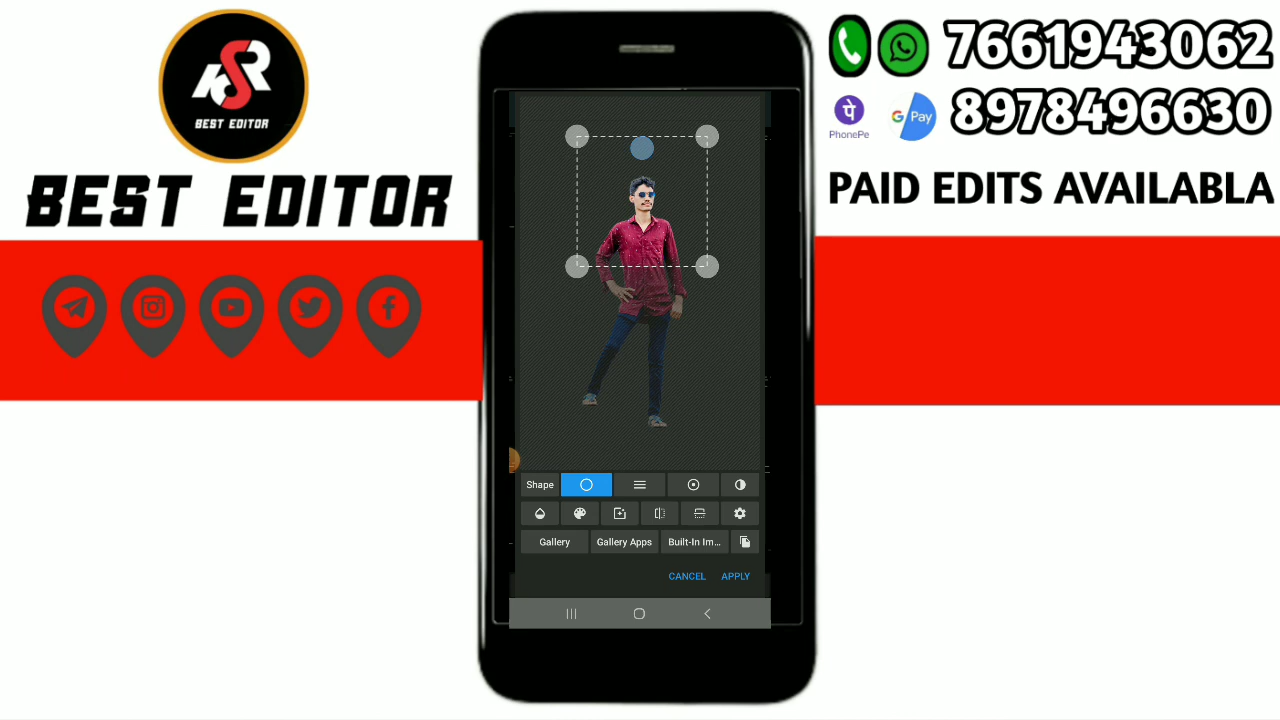 KSR
BEST EDITOR
BEST EDITOR
7661943062
पे
PhonePe
G Pay
8978496630
PAID EDITS AVAILABLA
Shape
Gallery
Gallery Apps
Built-In Im...
CANCEL
APPLY